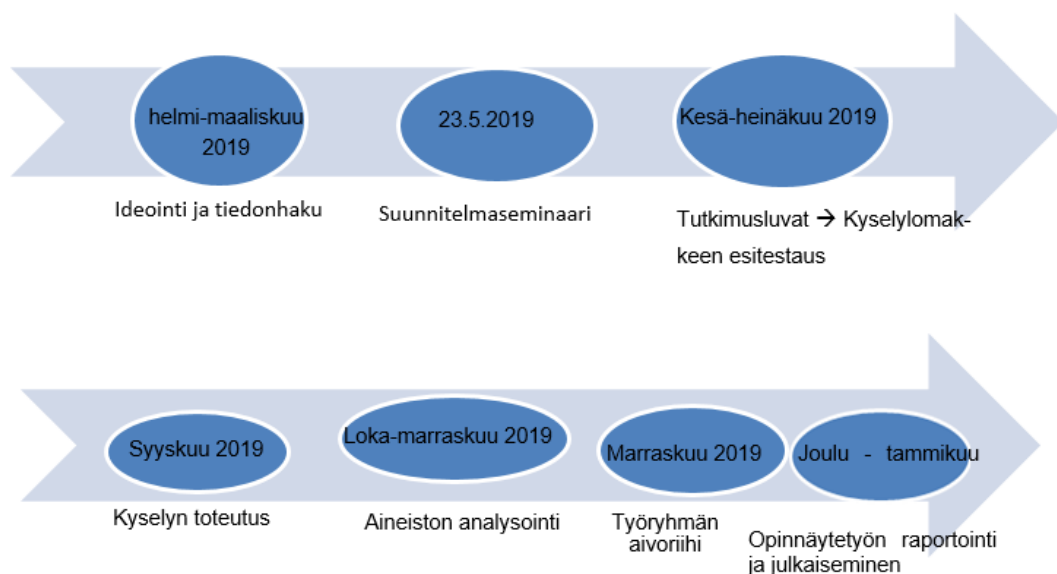 helmi-maaliskuu
2019
Ideointi ja tiedonhaku
23.5.2019
Suunnitelmaseminaari
Kesä-heinäkuu 2019
Tutkimusluvat → Kyselylomak-
keen esitestaus
Syyskuu 2019
Kyselyn toteutus
Loka-marraskuu 2019
Aineiston analysointi
Marraskuu 2019
Työryhmän
aivoriihi
Joulu - tammikuu
Opinnäytetyön raportointi
ja julkaiseminen